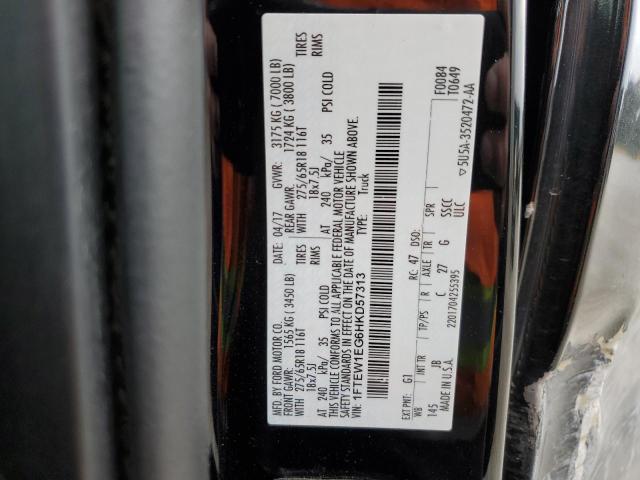 MFD. BY FORD MOTOR CO.
DATE: 04/17 GVWR: 3175 KG ( 7000 LB)
FRONT GAWR: 1565 KG ( 3450 LB) REAR GAWR: 1724 KG ( 3800 LB)
WITH 275/65R18 116T TIRES WITH 275/65R18 116T TIRES
18x7.5J RIMS 18x7.5J RIMS
AT 240 kPa/ 35 PSI COLD AT 240 kPa/ 35 PSI COLD
THIS VEHICLE CONFORMS TO ALL APPLICABLE FEDERAL MOTOR VEHICLE
SAFETY STANDARDS IN EFFECT ON THE DATE OF MANUFACTURE SHOWN ABOVE.
VIN: 1FTEW1EG6HKD57313 TYPE: Truck
F0084
T0649
EXT PNT: G1 RC: 47 DSO:
WB INT TR TP/PS R AXLE TR SPR ▽5U5A-3520472-AA
145 JB C 27 G SSCC
MADE IN U.S.A. ULC
2201704255395